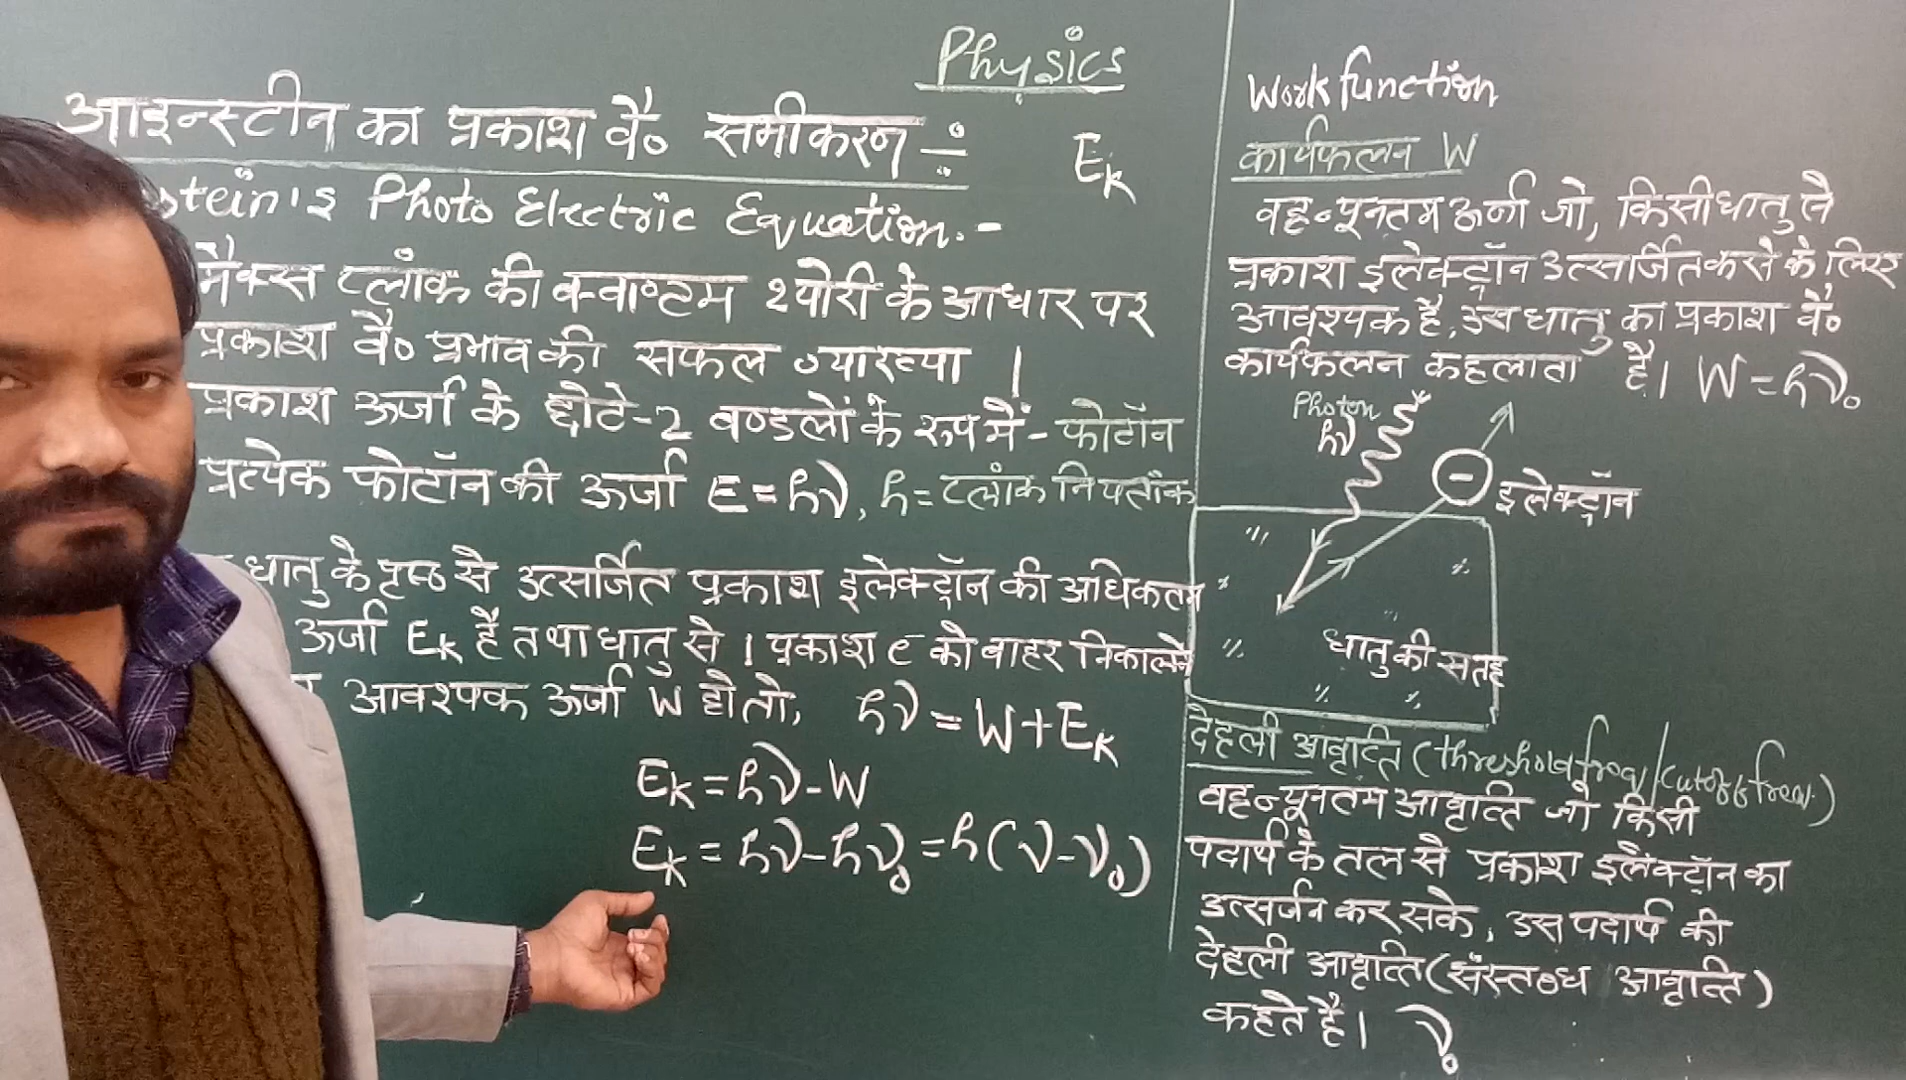 Physics
आइन्स्टीन का प्रकाश वै० समीकरण ÷
Ek
stein's Photo Electric Equation.-
मैक्स प्लांक की क्वाण्टम थ्योरी के आधार पर
प्रकाश वै० प्रभाव की सफल व्याख्या ।
प्रकाश ऊर्जा के छोटे-2 बण्डलों के रूप में - फोटॉन
प्रत्येक फोटॉन की ऊर्जा E=hν, h= प्लांक नियतांक
धातु के पृष्ठ से उत्सर्जित प्रकाश इलेक्ट्रॉन की अधिकतम
ऊर्जा Ek है तथा धातु से 1 प्रकाश e को बाहर निकालने
आवश्यक ऊर्जा W हो तो, hν = W+Ek
Ek = hν-W
Ek = hν-hν₀ = h(ν-ν₀)
Work function
कार्यफलन W
वह न्यूनतम ऊर्जा जो, किसी धातु से
प्रकाश इलेक्ट्रॉन उत्सर्जित करने के लिए
आवश्यक है, उस धातु का प्रकाश वै०
कार्यफलन कहलाता है। W=hν₀
Photon
hν
-
इलेक्ट्रॉन
धातु की सतह
देहली आवृत्ति (threshold freq/cutoff freq.)
वह न्यूनतम आवृत्ति जो किसी
पदार्थ के तल से प्रकाश इलेक्ट्रॉन का
उत्सर्जन कर सके, उस पदार्थ की
देहली आवृत्ति (संस्तब्ध आवृत्ति)
कहते है। ν₀